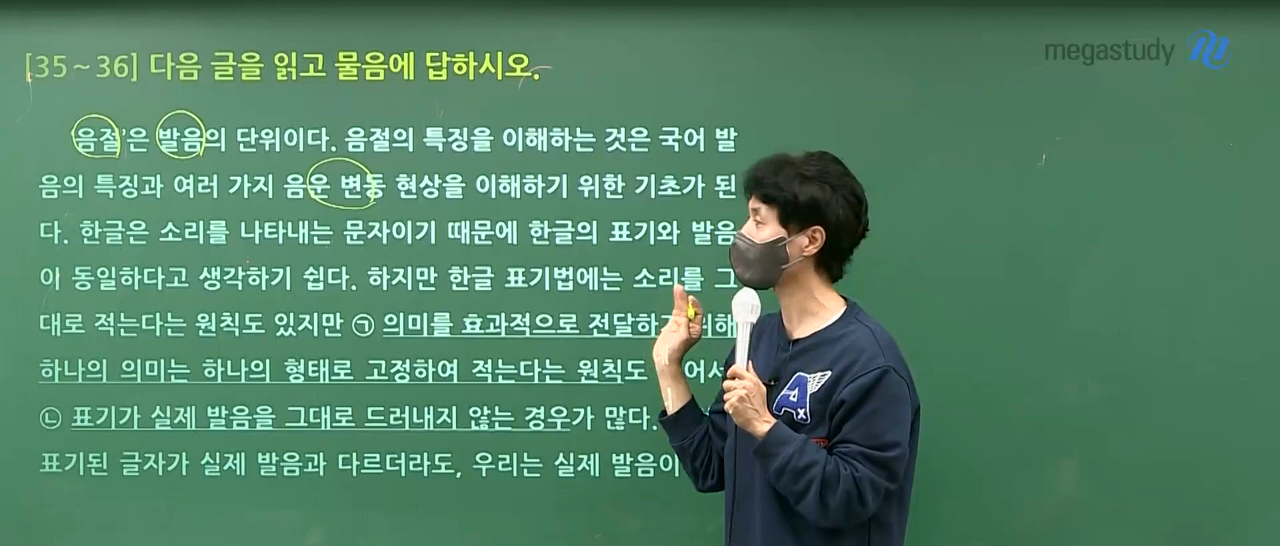 megastudy
[35~36] 다음 글을 읽고 물음에 답하시오.
'음절'은 발음의 단위이다. 음절의 특징을 이해하는 것은 국어 발
음의 특징과 여러 가지 음운 변동 현상을 이해하기 위한 기초가 된
다. 한글은 소리를 나타내는 문자이기 때문에 한글의 표기와 발음
이 동일하다고 생각하기 쉽다. 하지만 한글 표기법에는 소리를 그
대로 적는다는 원칙도 있지만 ㉠ 의미를 효과적으로 전달하기 위해
하나의 의미는 하나의 형태로 고정하여 적는다는 원칙도
㉡ 표기가 실제 발음을 그대로 드러내지 않는 경우가 많다.
표기된 글자가 실제 발음과 다르더라도, 우리는 실제 발음이
A
x